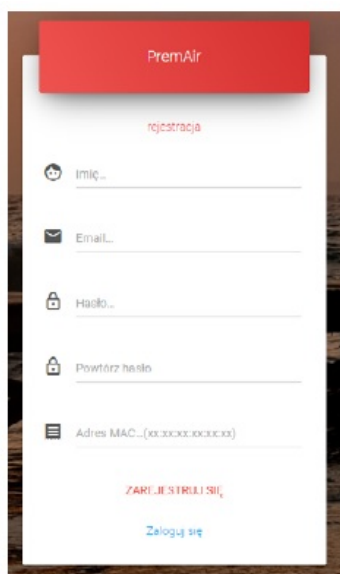 PremAir
rejestracja
Imię...
Email...
Hasło...
Powtórz hasło
Adres MAC...(xx:xx:xx:xx:xx:xx)
ZAREJESTRUJ SIĘ
Zaloguj się